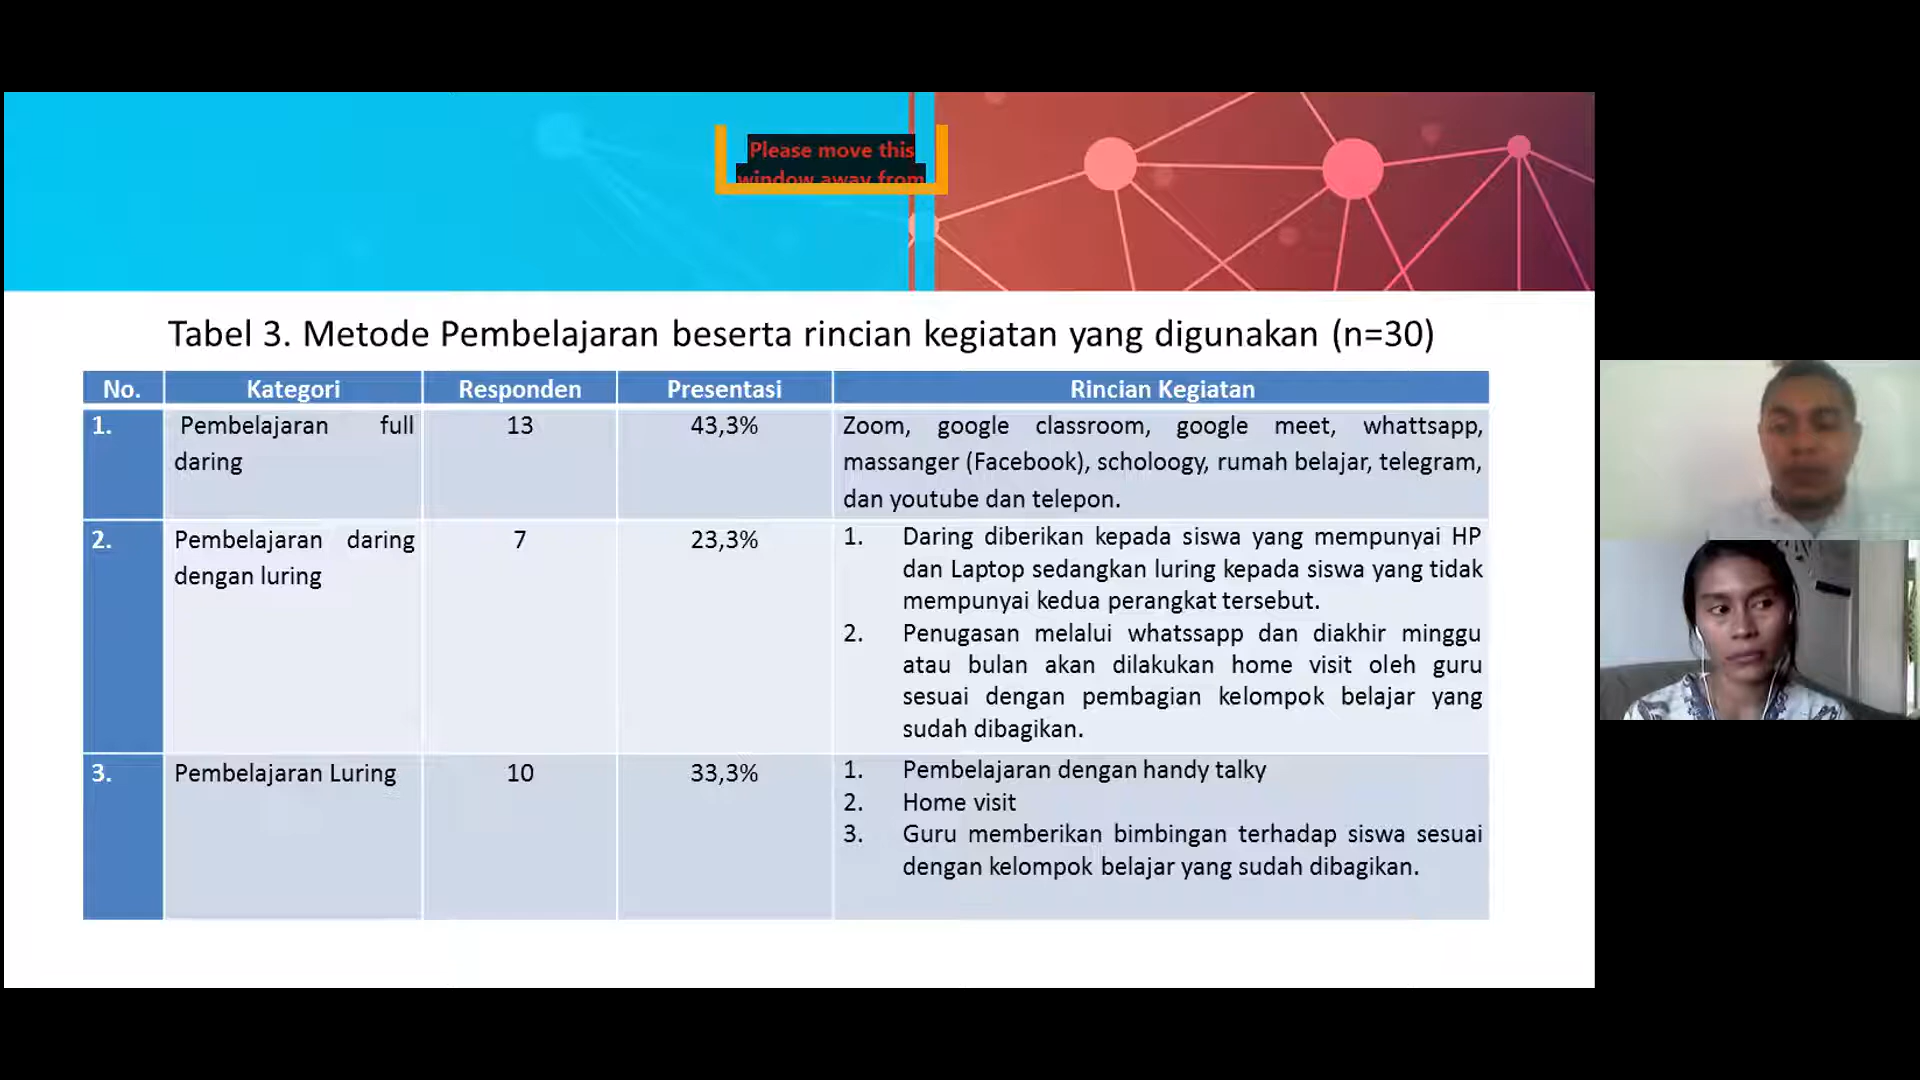 Please move this
window away from
Tabel 3. Metode Pembelajaran beserta rincian kegiatan yang digunakan (n=30)
No. Kategori Responden Presentasi Rincian Kegiatan
1. Pembelajaran full daring 13 43,3% Zoom, google classroom, google meet, whattsapp,
massanger (Facebook), scholoogy, rumah belajar, telegram,
dan youtube dan telepon.
2. Pembelajaran daring dengan luring 7 23,3% 1. Daring diberikan kepada siswa yang mempunyai HP
dan Laptop sedangkan luring kepada siswa yang tidak
mempunyai kedua perangkat tersebut.
2. Penugasan melalui whatssapp dan diakhir minggu
atau bulan akan dilakukan home visit oleh guru
sesuai dengan pembagian kelompok belajar yang
sudah dibagikan.
3. Pembelajaran Luring 10 33,3% 1. Pembelajaran dengan handy talky
2. Home visit
3. Guru memberikan bimbingan terhadap siswa sesuai
dengan kelompok belajar yang sudah dibagikan.